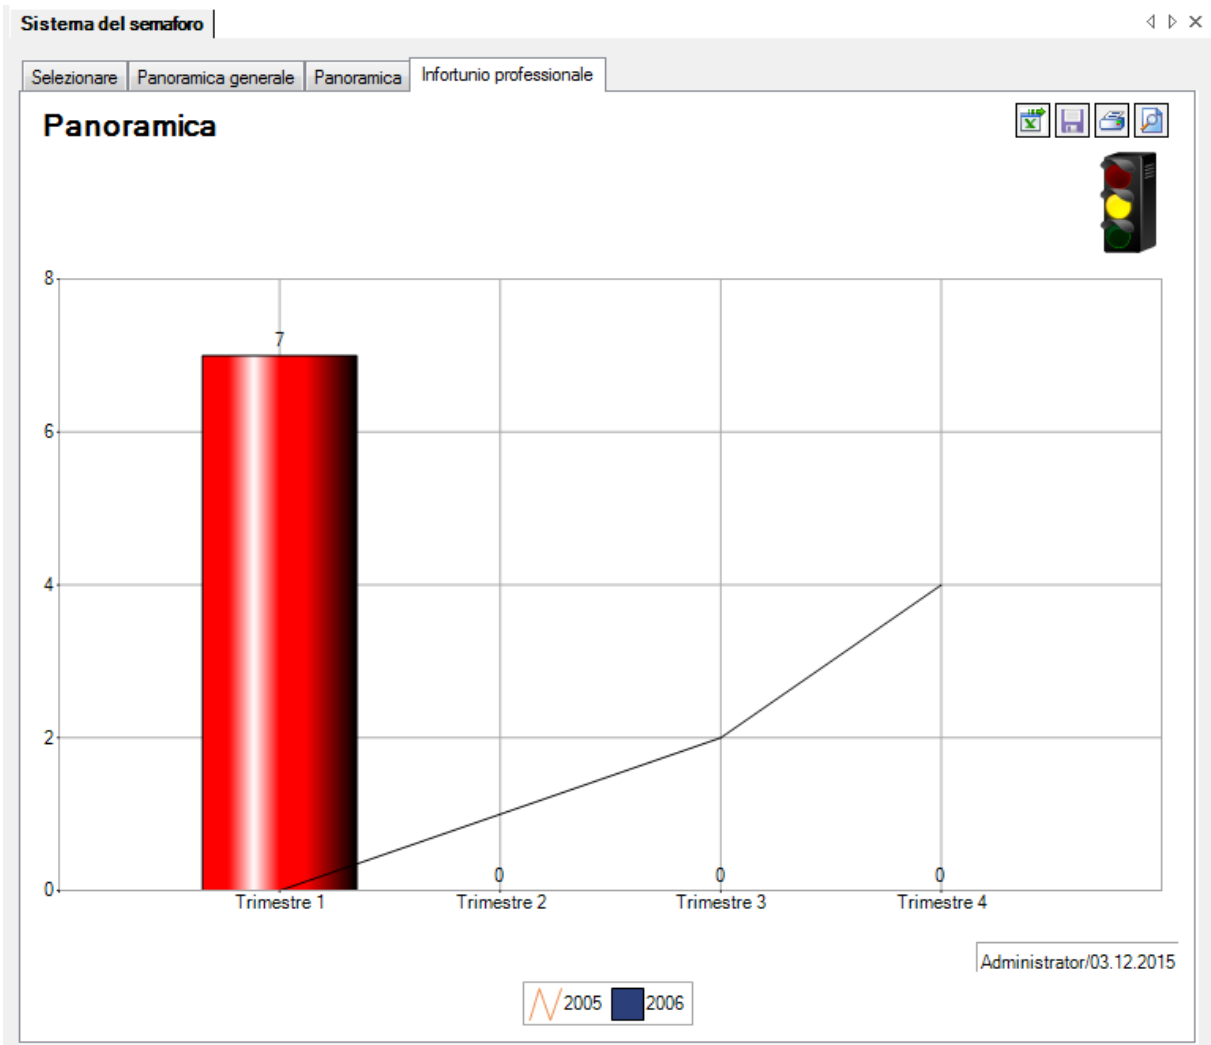 Sistema del semaforo
Selezionare Panoramica generale Panoramica Infortunio professionale
Panoramica
8
7
6
4
2
0 0 0
0
Trimestre 1 Trimestre 2 Trimestre 3 Trimestre 4
Administrator/03.12.2015
2005 2006